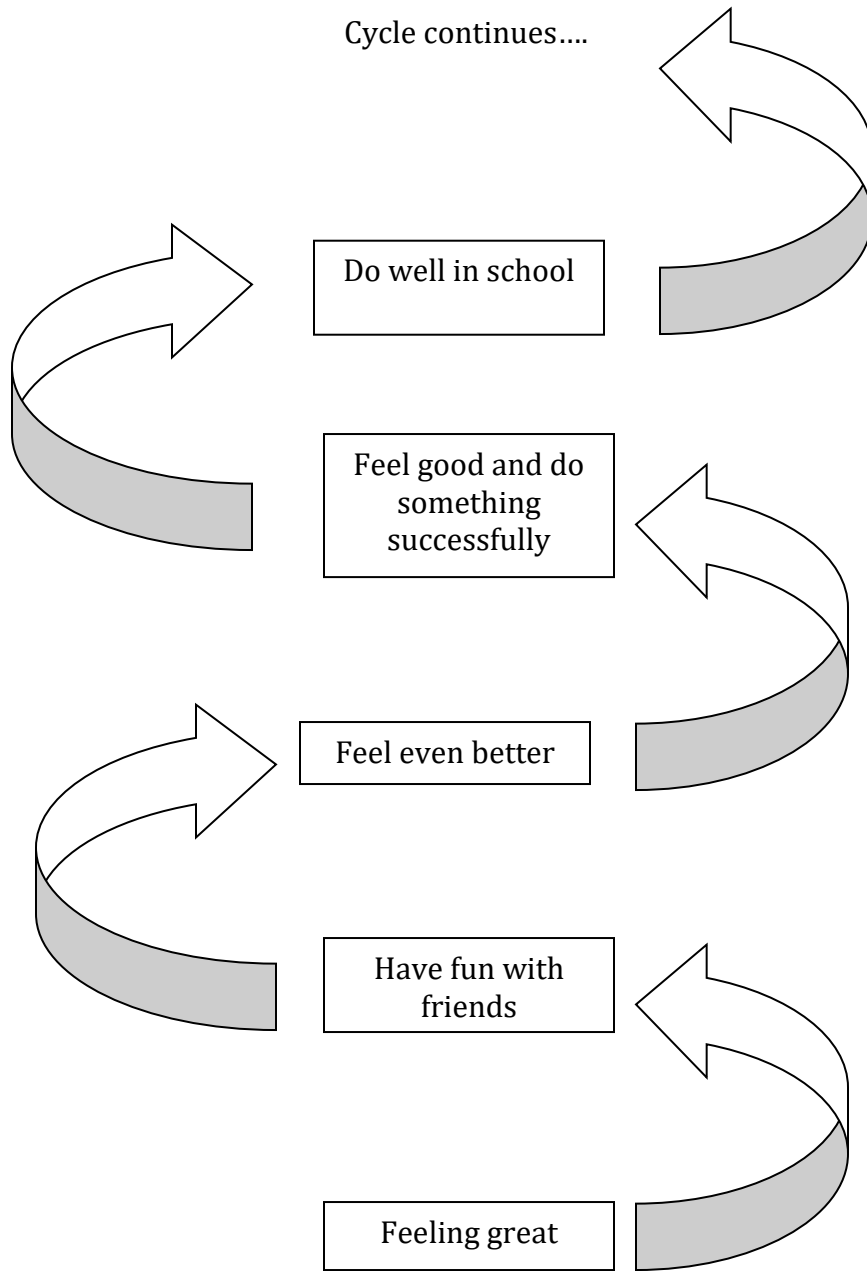 Cycle continues....
Do well in school
Feel good and do
something
successfully
Feel even better
Have fun with
friends
Feeling great